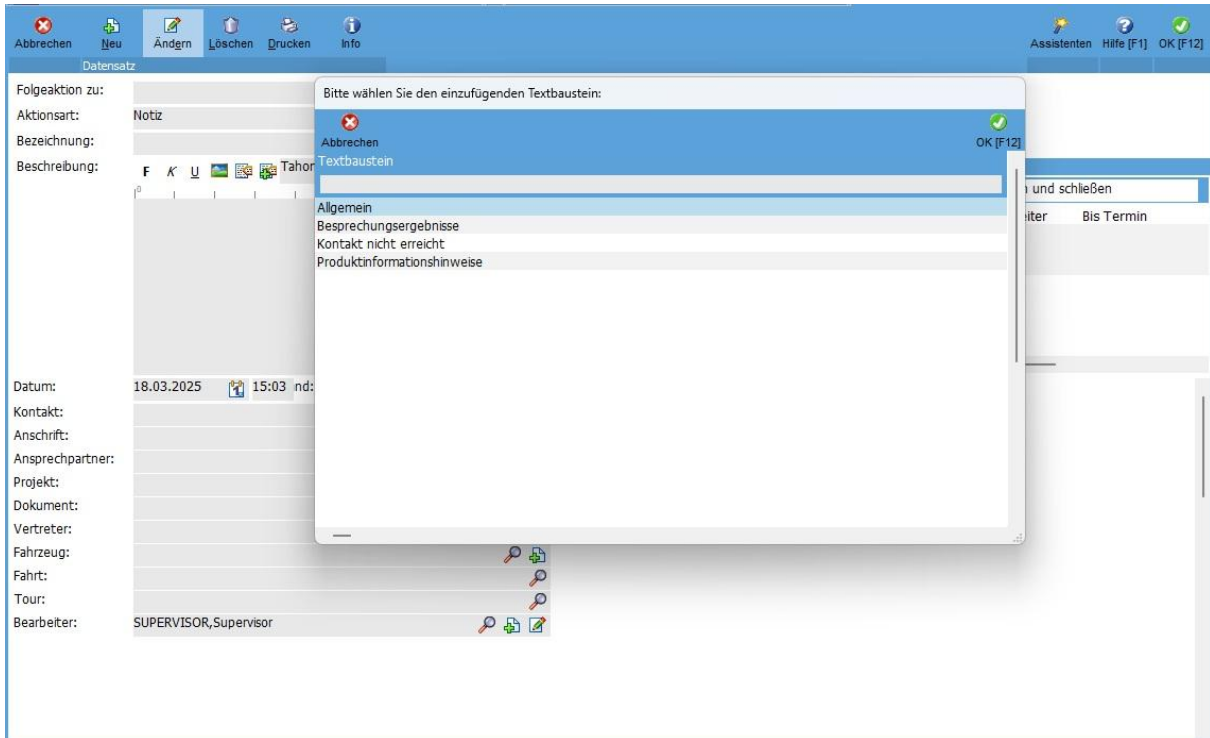 Abbrechen Neu Ändern Löschen Drucken Info Assistenten Hilfe [F1] OK [F12]
Datensatz
Folgeaktion zu:
Aktionsart: Notiz
Bezeichnung:
Beschreibung: F K U Tahor
0
Bitte wählen Sie den einzufügenden Textbaustein:
Abbrechen OK [F12]
Textbaustein
Allgemein
Besprechungsergebnisse
Kontakt nicht erreicht
Produktinformationshinweise
und schließen
eiter Bis Termin
Datum: 18.03.2025 15:03 nd:
Kontakt:
Anschrift:
Ansprechpartner:
Projekt:
Dokument:
Vertreter:
Fahrzeug:
Fahrt:
Tour:
Bearbeiter: SUPERVISOR,Supervisor